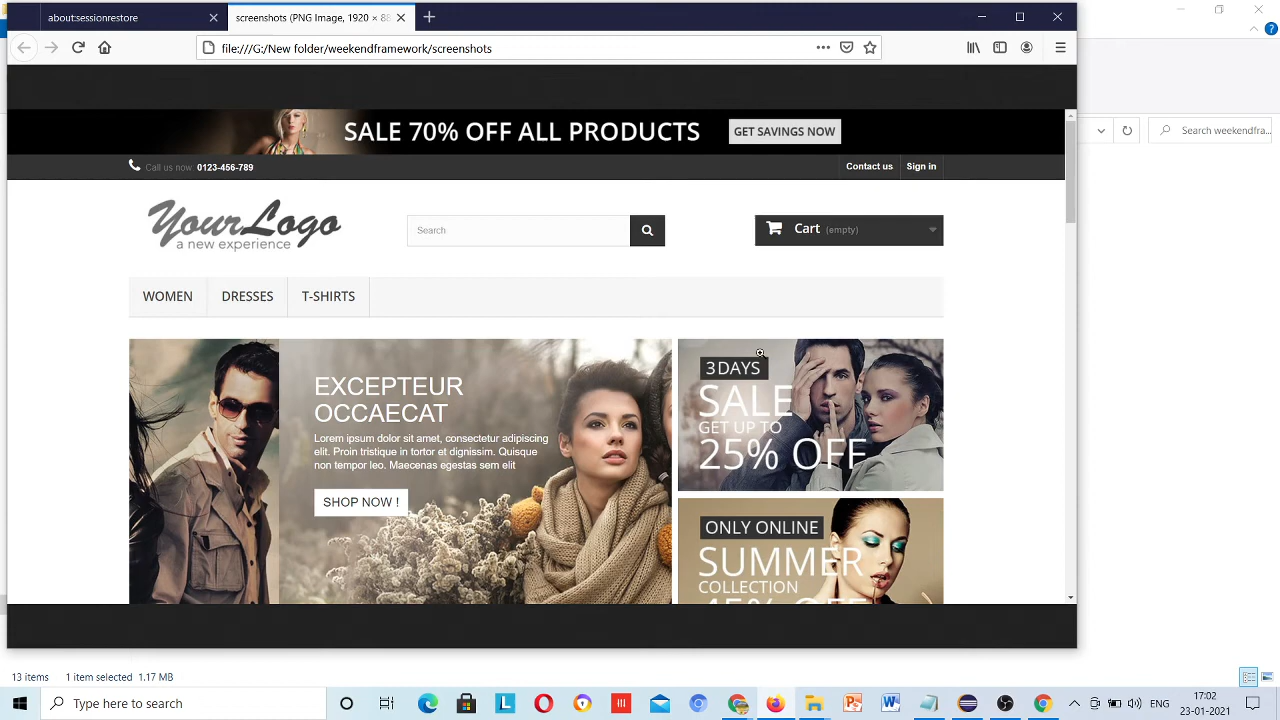 about:sessionrestore
screenshots (PNG Image, 1920 × 88
file:///G:/New folder/weekendframework/screenshots
SALE 70% OFF ALL PRODUCTS
GET SAVINGS NOW
Call us now: 0123-456-789
Contact us
Sign in
Search weekendfra...
YourLogo
a new experience
Search
Cart (empty)
WOMEN
DRESSES
T-SHIRTS
EXCEPTEUR
OCCAECAT
Lorem ipsum dolor sit amet, consectetur adipiscing
elit. Proin tristique in tortor et dignissim. Quisque
non tempor leo. Maecenas egestas sem elit
SHOP NOW !
3 DAYS
SALE
GET UP TO
25% OFF
ONLY ONLINE
SUMMER
COLLECTION
45% OFF
13 items
1 item selected 1.17 MB
Type here to search
ENG
17:02
23-01-2021